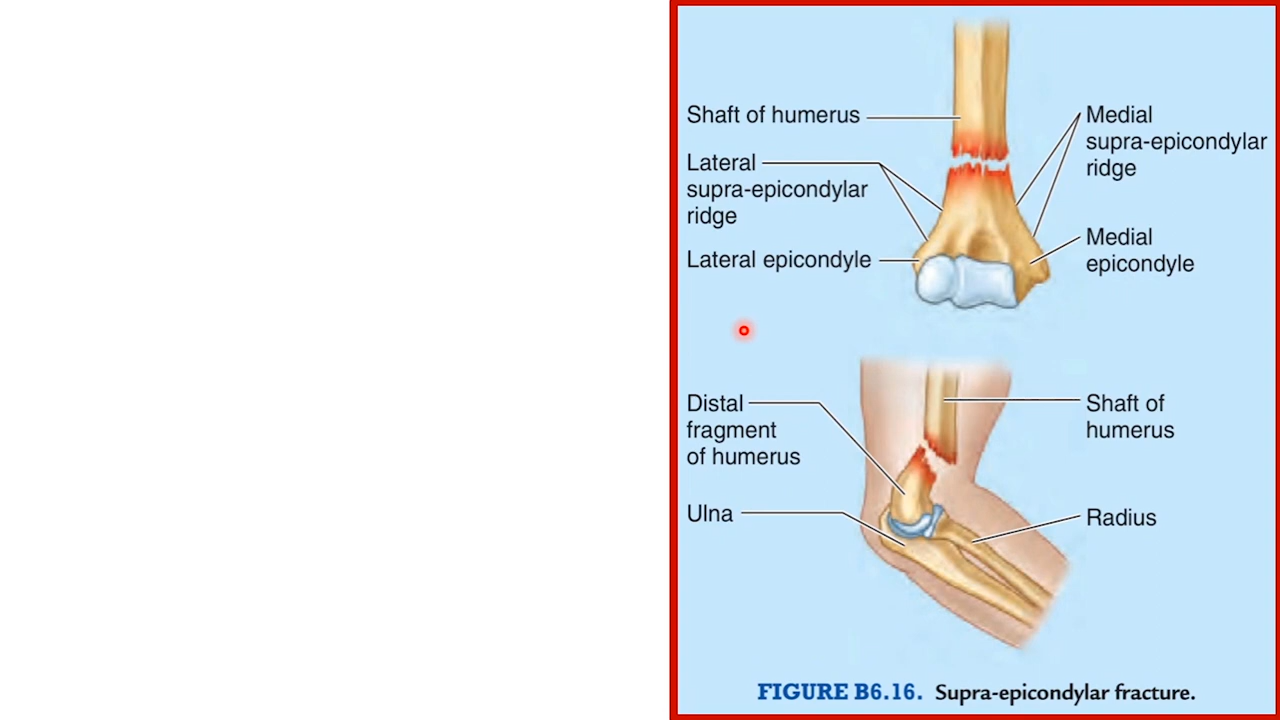 Shaft of humerus
Lateral
supra-epicondylar
ridge
Lateral epicondyle
Medial
supra-epicondylar
ridge
Medial
epicondyle
Distal
fragment
of humerus
Ulna
Shaft of
humerus
Radius
FIGURE B6.16. Supra-epicondylar fracture.